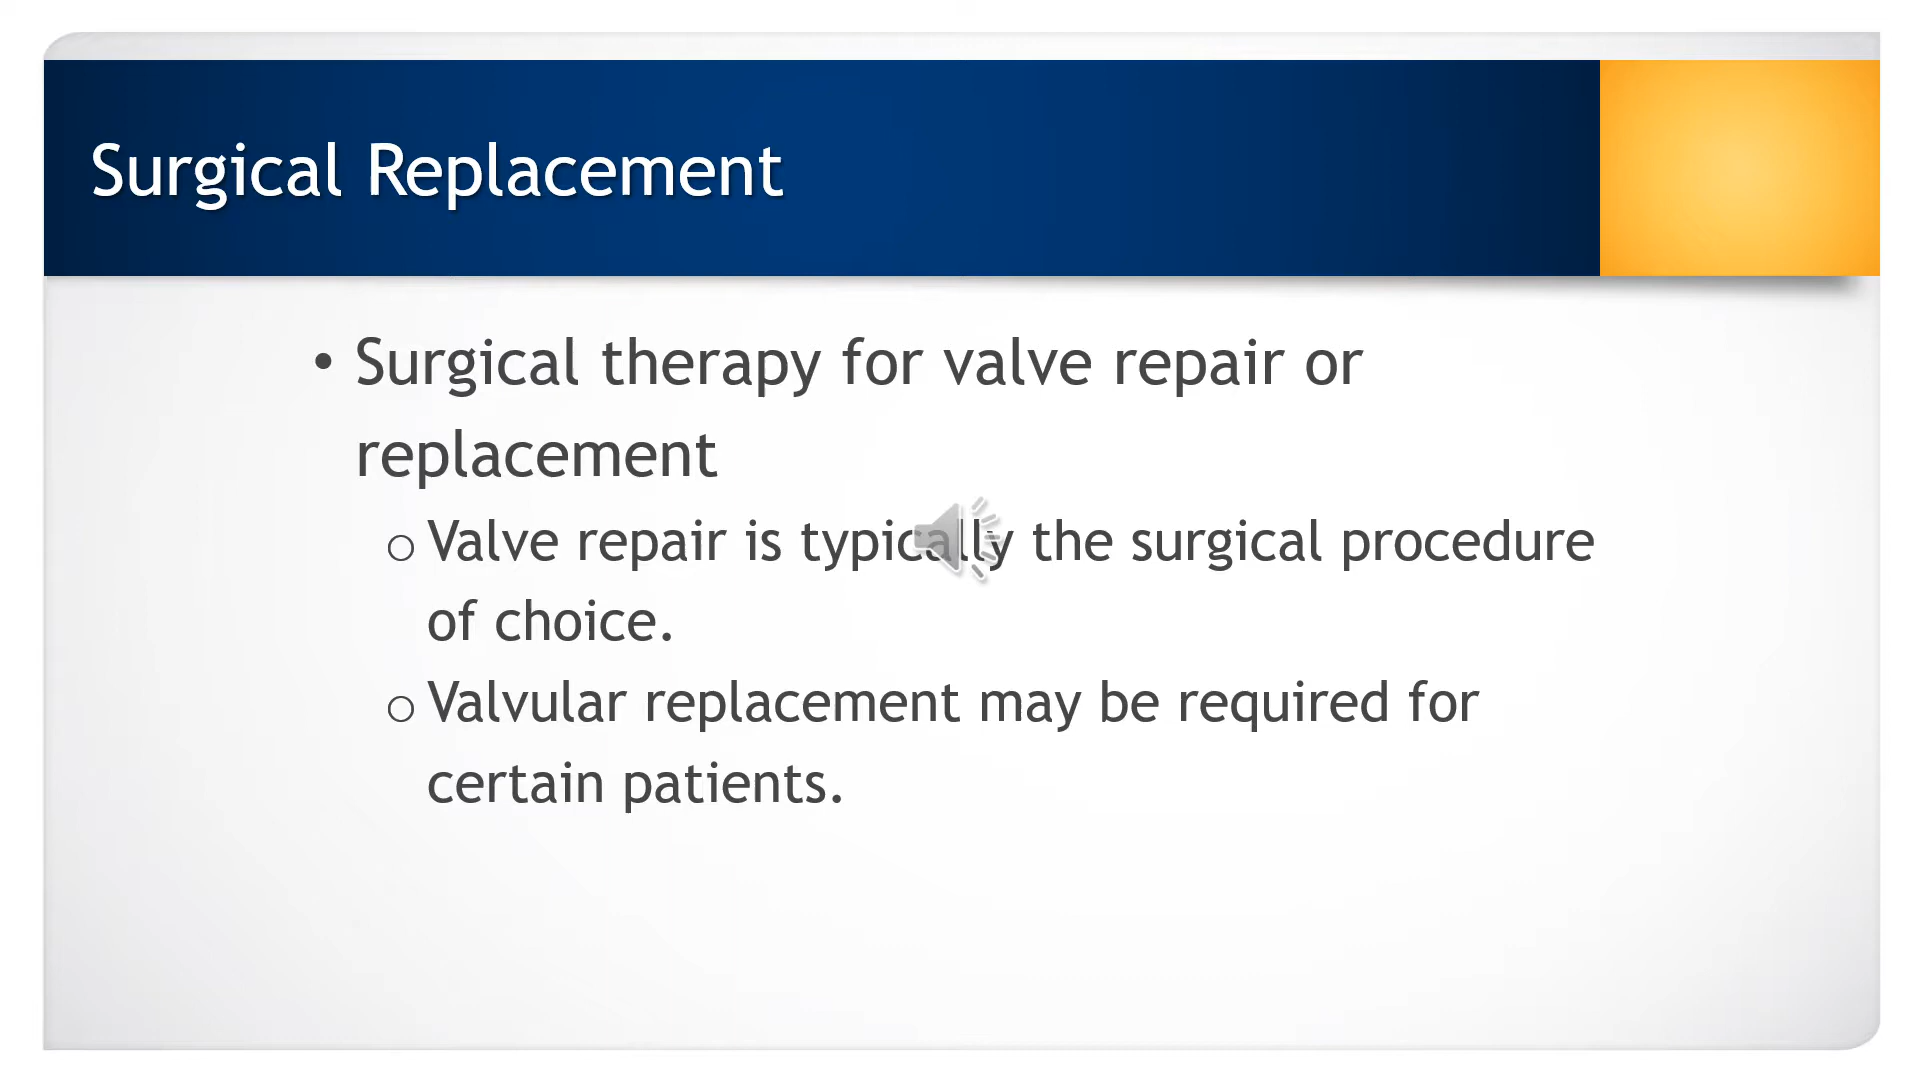 Surgical Replacement
• Surgical therapy for valve repair or
replacement
o Valve repair is typically the surgical procedure
of choice.
o Valvular replacement may be required for
certain patients.